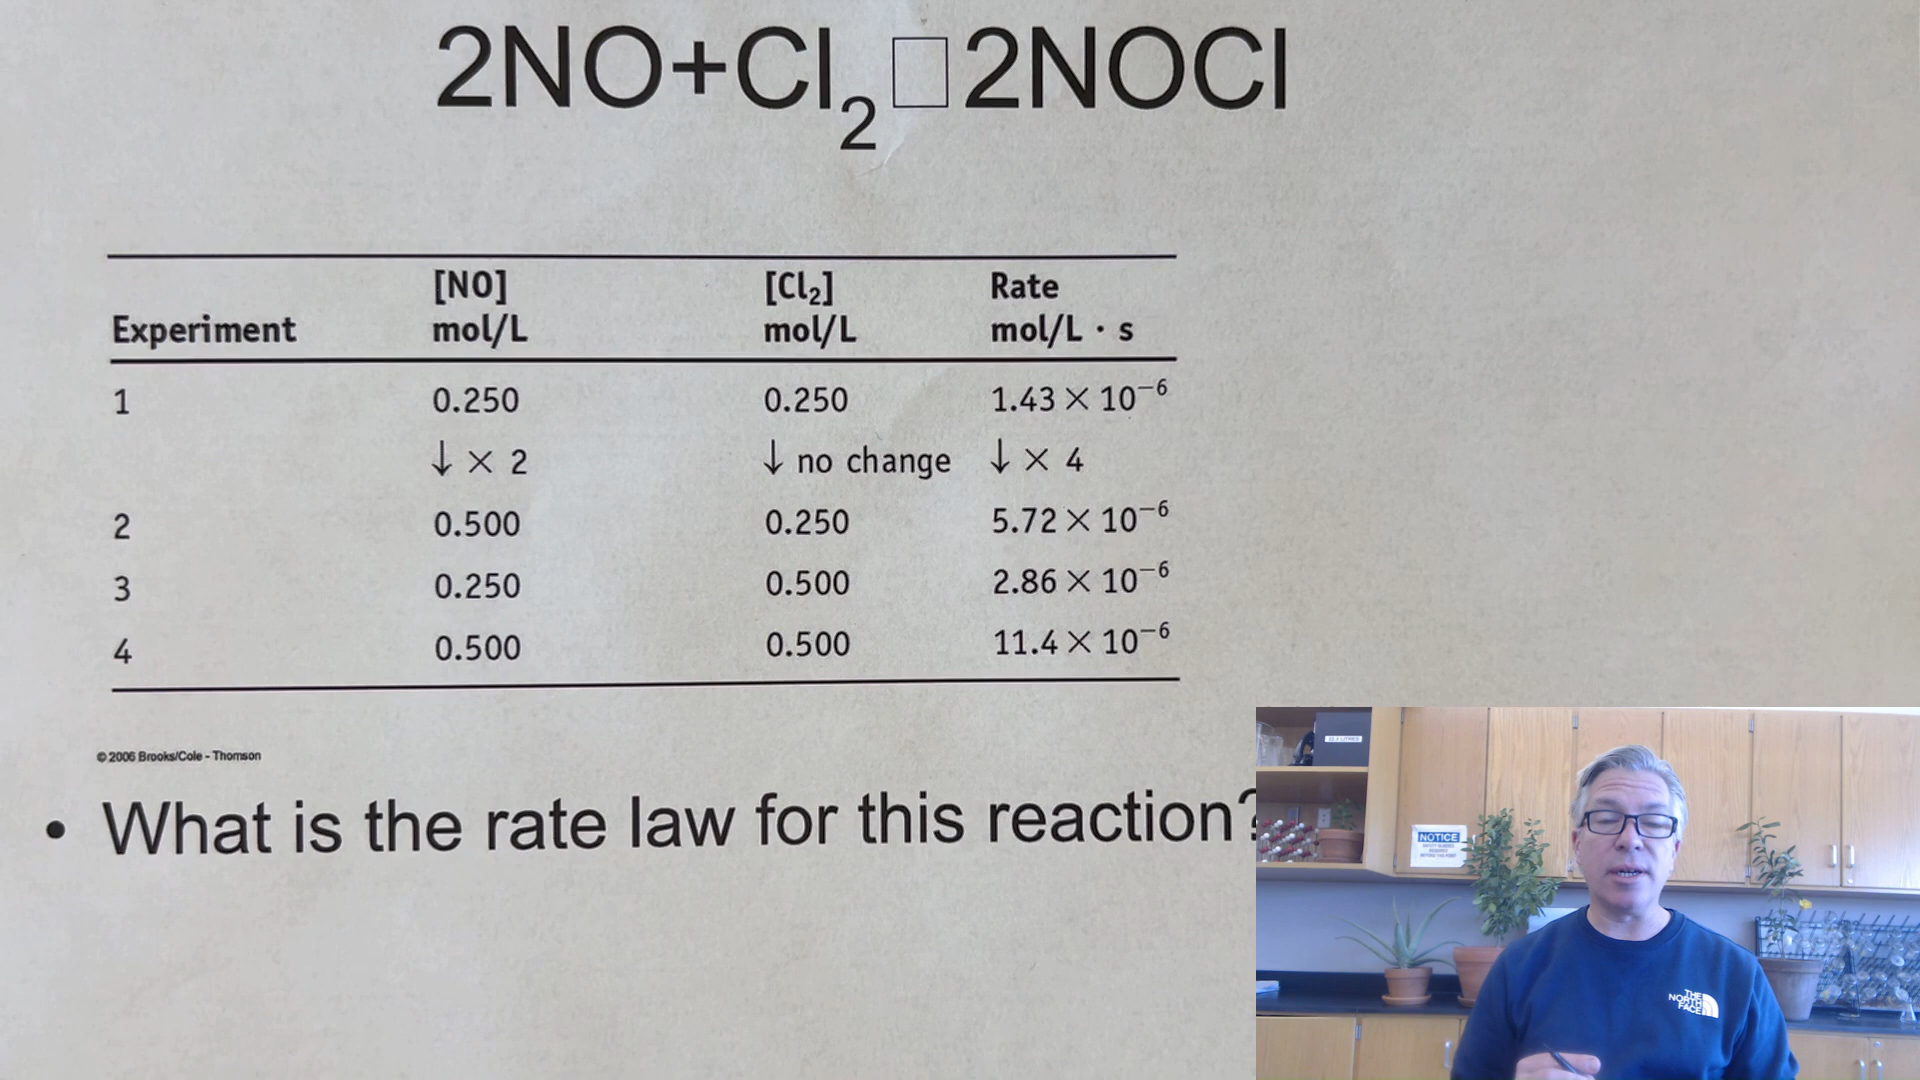 2NO+Cl2 □ 2NOCl
[NO] [Cl2] Rate
Experiment mol/L mol/L mol/L · s
1 0.250 0.250 1.43 × 10−6
↓ × 2 ↓ no change ↓ × 4
2 0.500 0.250 5.72 × 10−6
3 0.250 0.500 2.86 × 10−6
4 0.500 0.500 11.4 × 10−6
© 2006 Brooks/Cole - Thomson
• What is the rate law for this reaction?
NOTICE
THE
NORTH
FACE